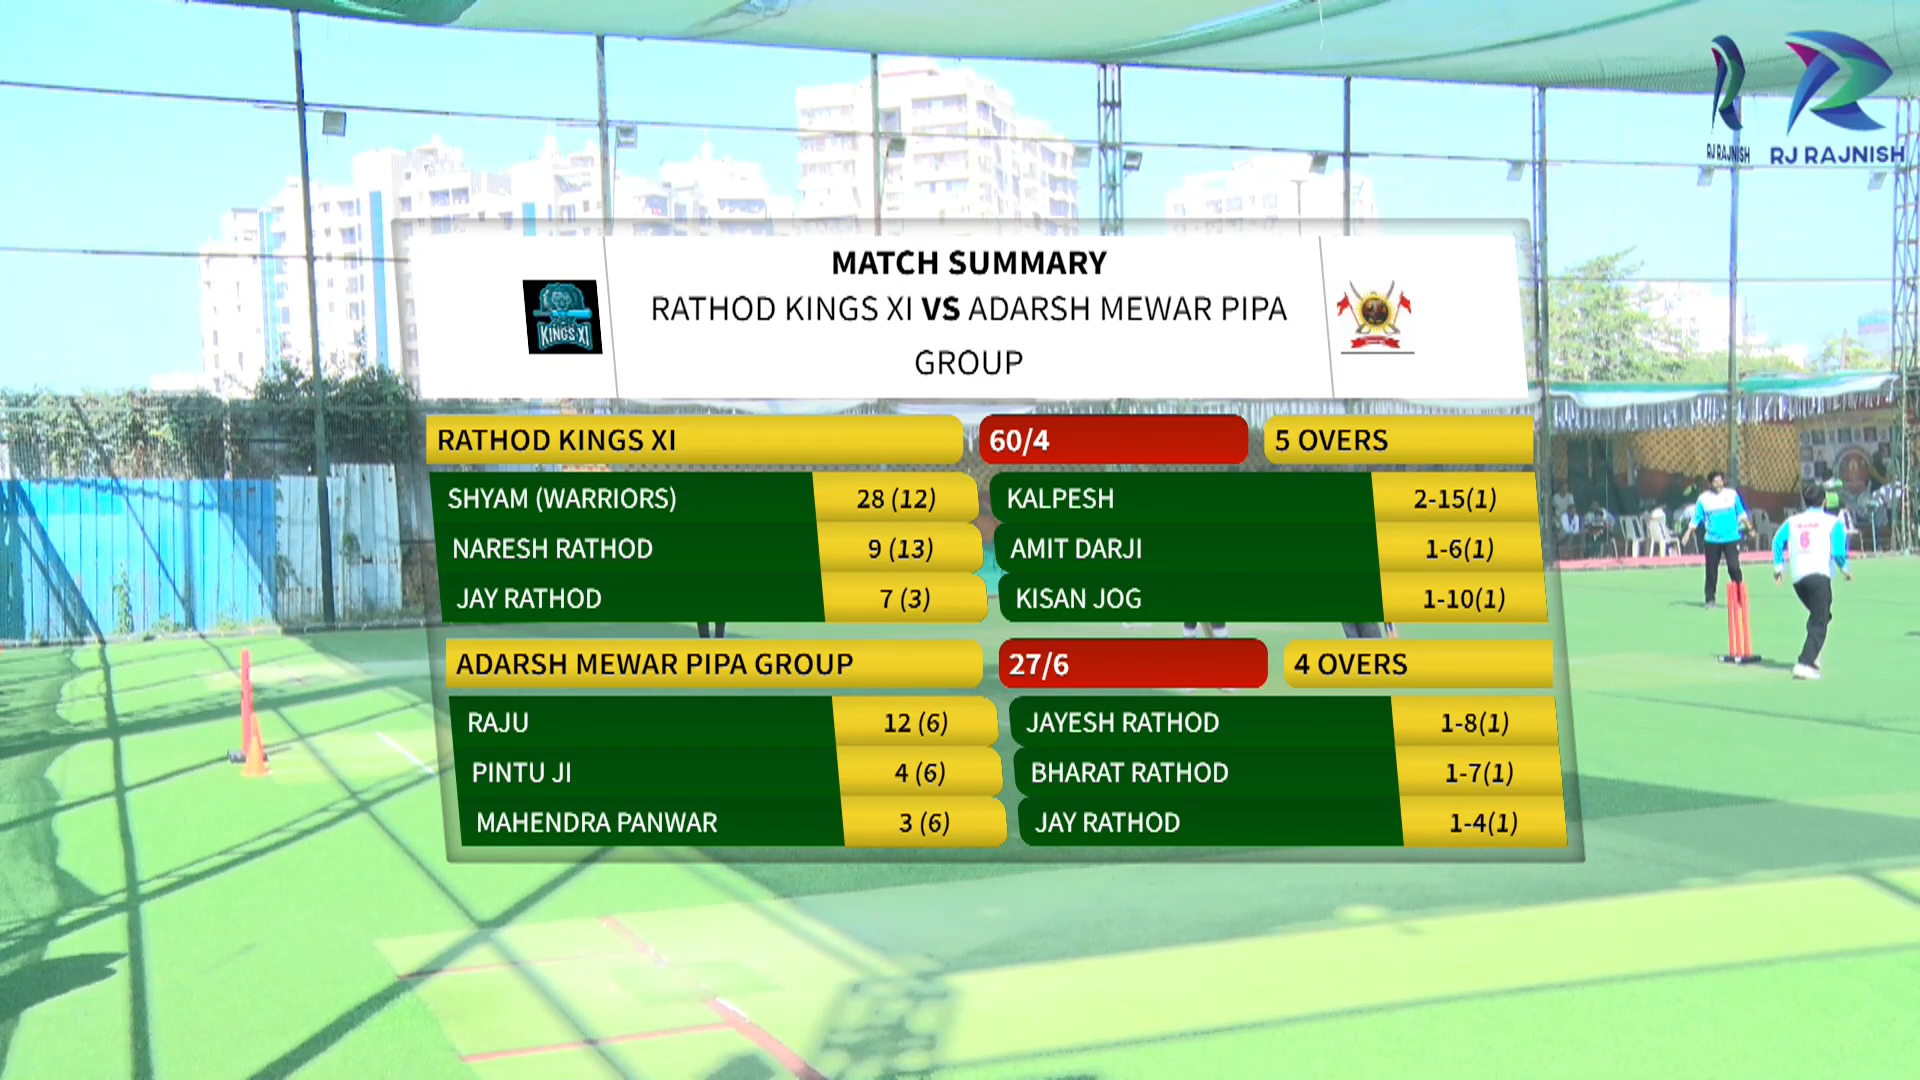 RJ RAJNISH
RJ RAJNISH
MATCH SUMMARY
KINGS XI
RATHOD KINGS XI VS ADARSH MEWAR PIPA
GROUP
RATHOD KINGS XI 60/4 5 OVERS
SHYAM (WARRIORS) 28 (12) KALPESH 2-15(1)
NARESH RATHOD 9 (13) AMIT DARJI 1-6(1)
JAY RATHOD 7 (3) KISAN JOG 1-10(1)
ADARSH MEWAR PIPA GROUP 27/6 4 OVERS
RAJU 12 (6) JAYESH RATHOD 1-8(1)
PINTU JI 4 (6) BHARAT RATHOD 1-7(1)
MAHENDRA PANWAR 3 (6) JAY RATHOD 1-4(1)
6